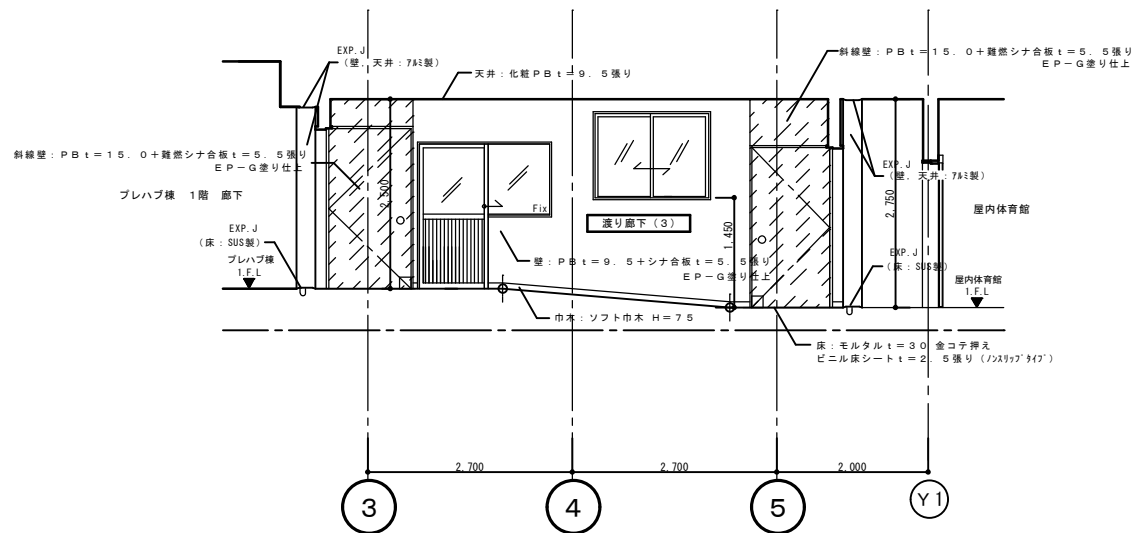 EXP.J
(壁、天井:アルミ製)
天井:化粧PBt=9.5張り
斜線壁:PBt=15.0+難燃シナ合板t=5.5張り
EP-G塗り仕上
斜線壁:PBt=15.0+難燃シナ合板t=5.5張り
EP-G塗り仕上
プレハブ棟 1階 廊下
2,500
Fix
渡り廊下(3)
1,450
EXP.J
(壁、天井:アルミ製)
2,750
屋内体育館
EXP.J
(床:SUS製)
プレハブ棟
1.F.L
壁:PBt=9.5+シナ合板t=5.5張り
EP-G塗り仕上
EXP.J
(床:SUS製)
屋内体育館
1.F.L
巾木:ソフト巾木 H=75
床:モルタルt=30 金コテ押え
ビニル床シートt=2.5張り(ノンスリップタイプ)
2,700
2,700
2,000
3
4
5
Y1